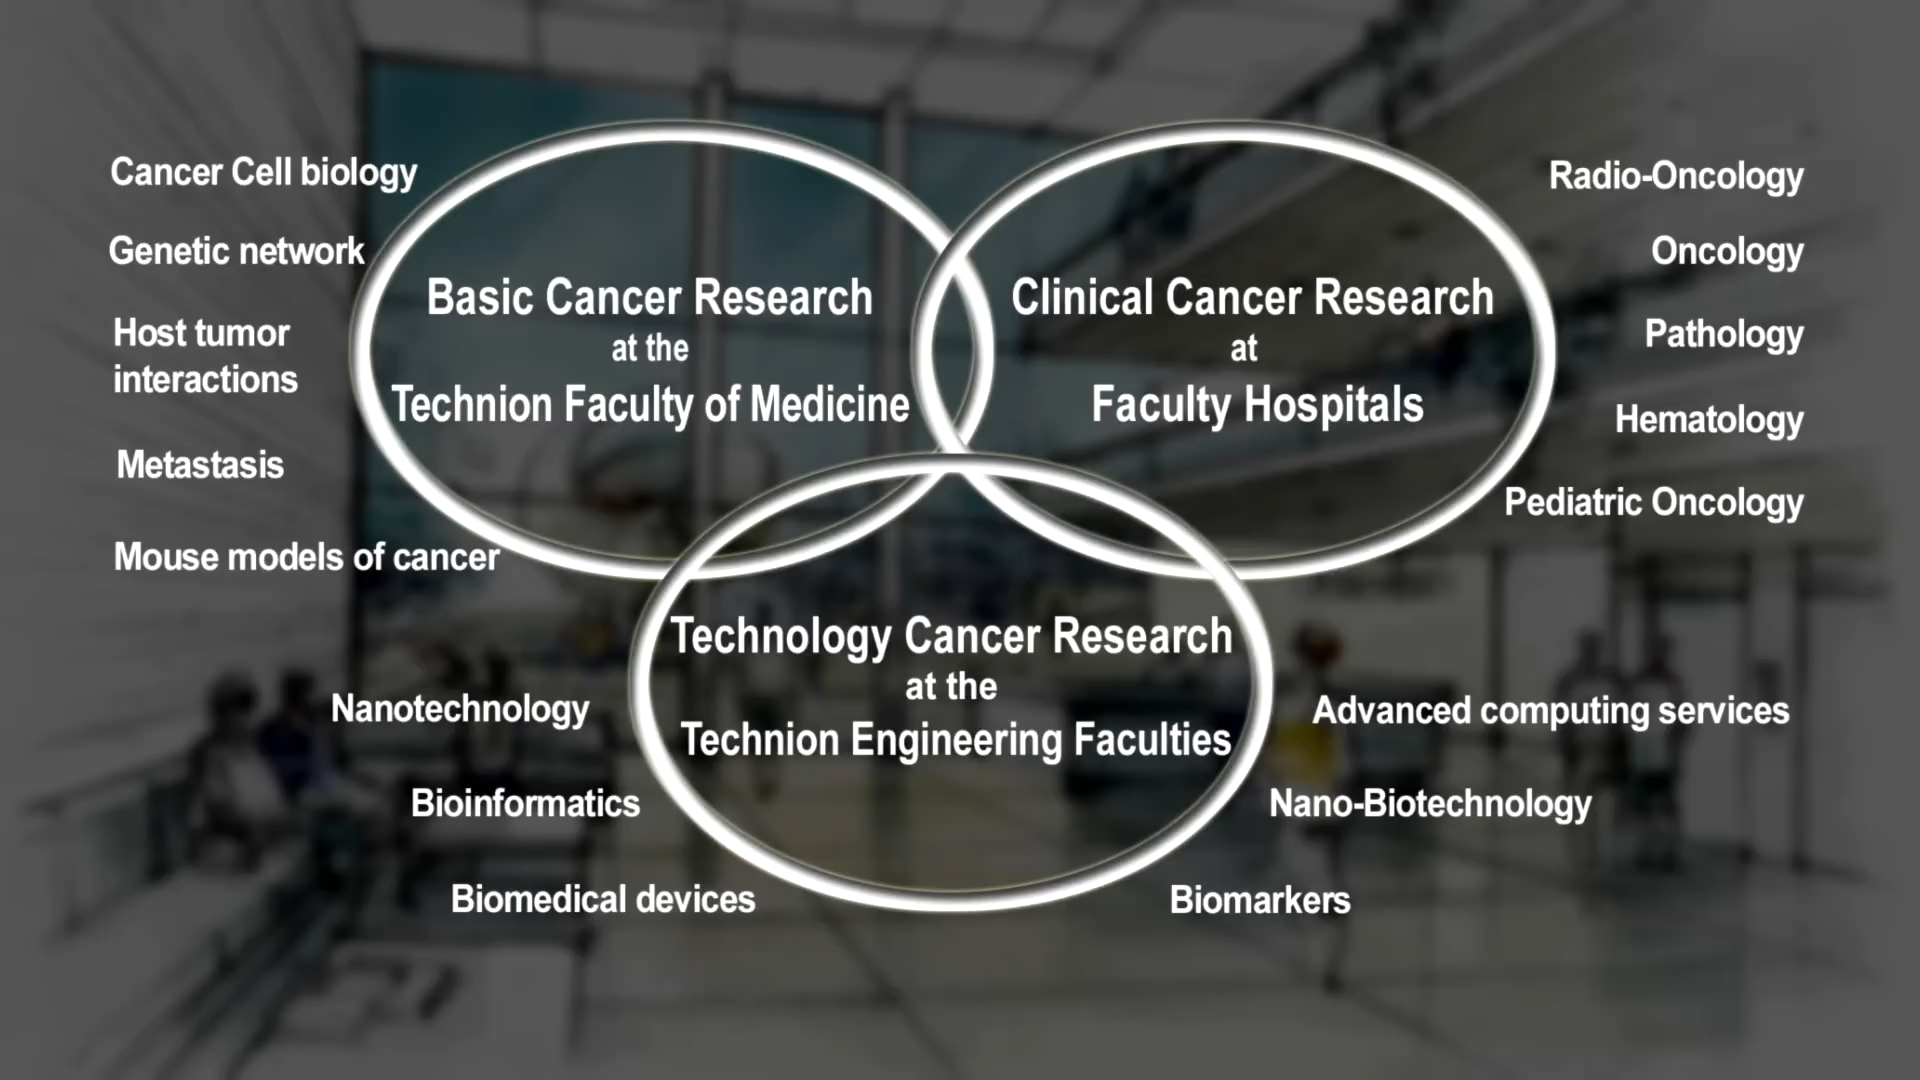 Cancer Cell biology
Genetic network
Host tumor
interactions
Metastasis
Mouse models of cancer
Basic Cancer Research
at the
Technion Faculty of Medicine
Clinical Cancer Research
at
Faculty Hospitals
Radio-Oncology
Oncology
Pathology
Hematology
Pediatric Oncology
Technology Cancer Research
at the
Technion Engineering Faculties
Nanotechnology
Bioinformatics
Biomedical devices
Advanced computing services
Nano-Biotechnology
Biomarkers